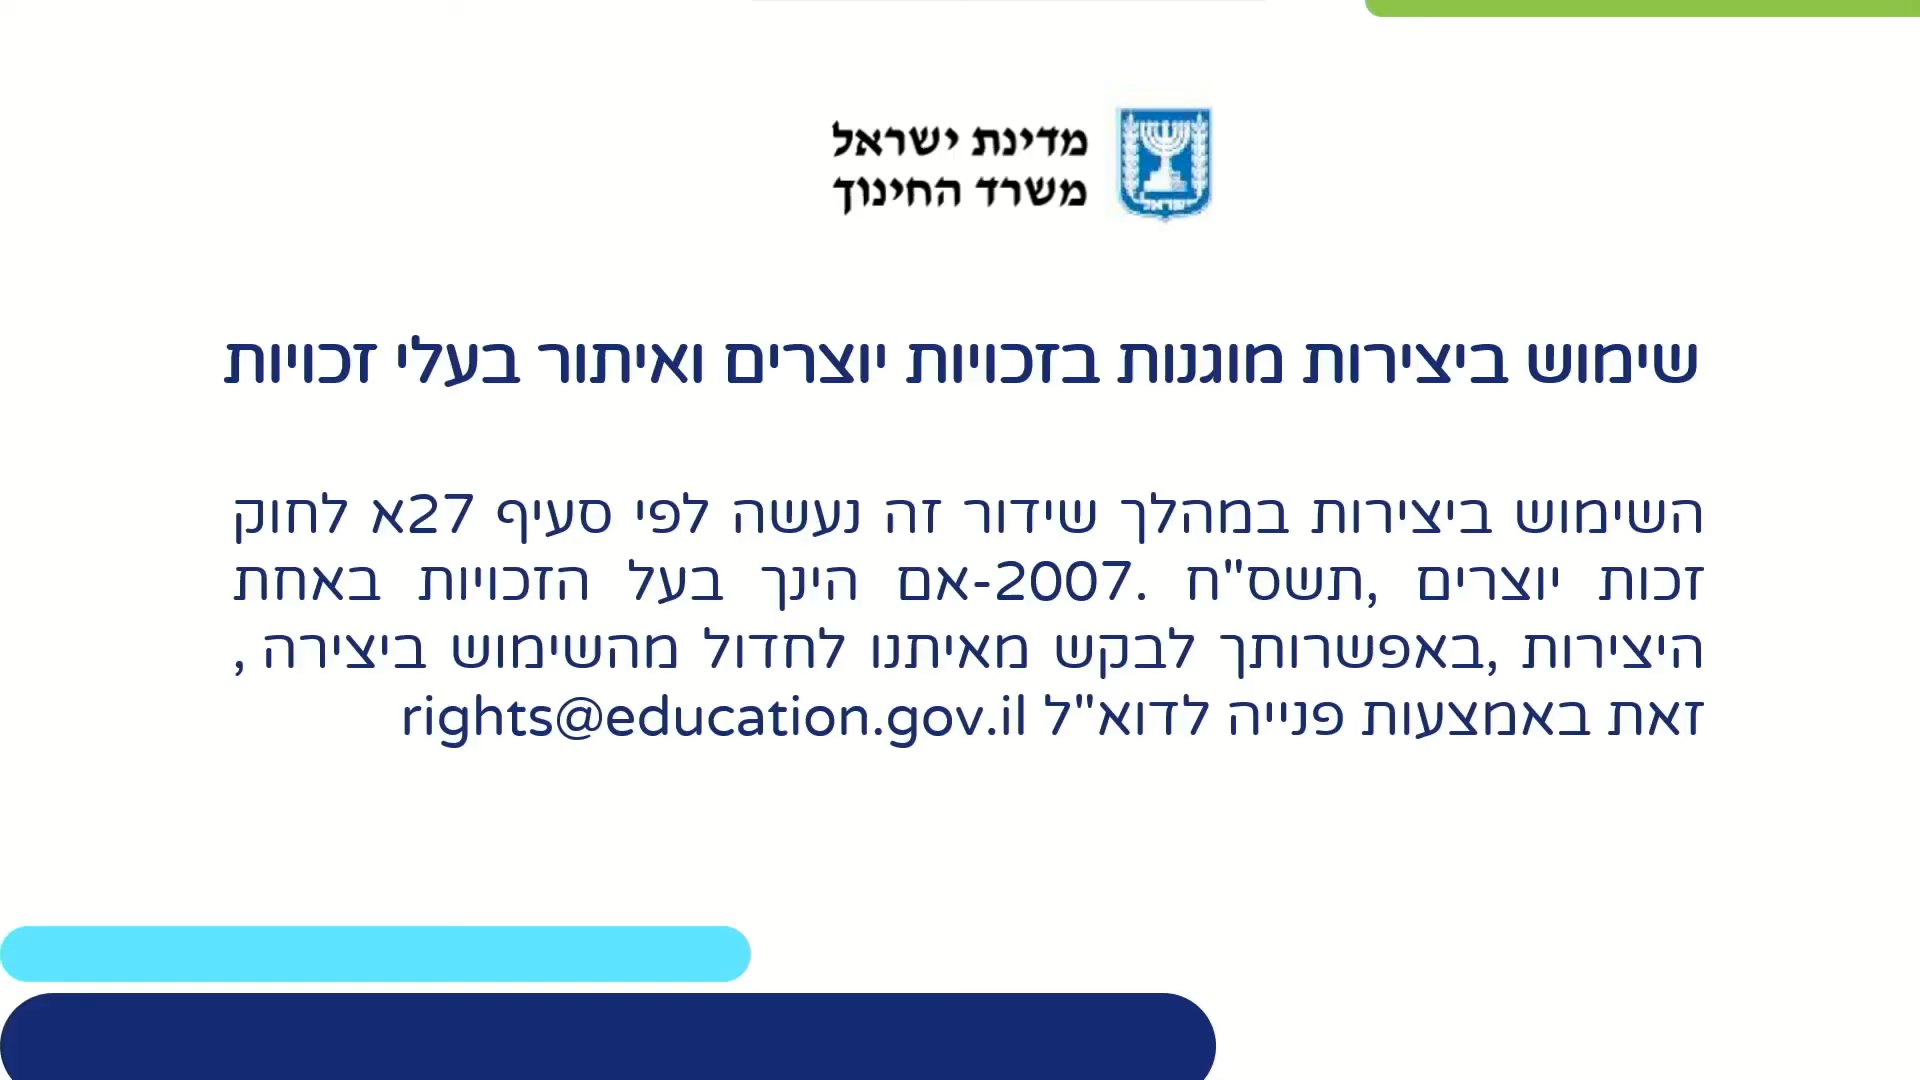 מדינת ישראל
משרד החינוך
ישראל
שימוש ביצירות מוגנות בזכויות יוצרים ואיתור בעלי זכויות
השימוש ביצירות במהלך שידור זה נעשה לפי סעיף 27א לחוק
זכות יוצרים ,תשס"ח .2007-אם הינך בעל הזכויות באחת
היצירות ,באפשרותך לבקש מאיתנו לחדול מהשימוש ביצירה ,
זאת באמצעות פנייה לדוא"ל rights@education.gov.il